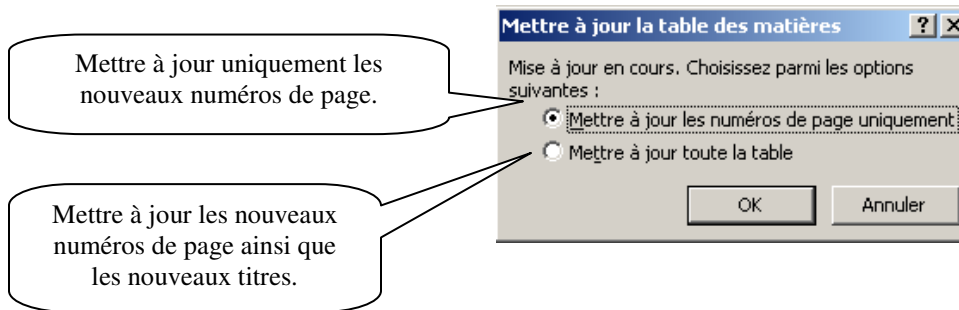 Mettre à jour uniquement les
nouveaux numéros de page.
Mettre à jour les nouveaux
numéros de page ainsi que
les nouveaux titres.
Mettre à jour la table des matières
Mise à jour en cours. Choisissez parmi les options
suivantes :
Mettre à jour les numéros de page uniquement
Mettre à jour toute la table
OK Annuler